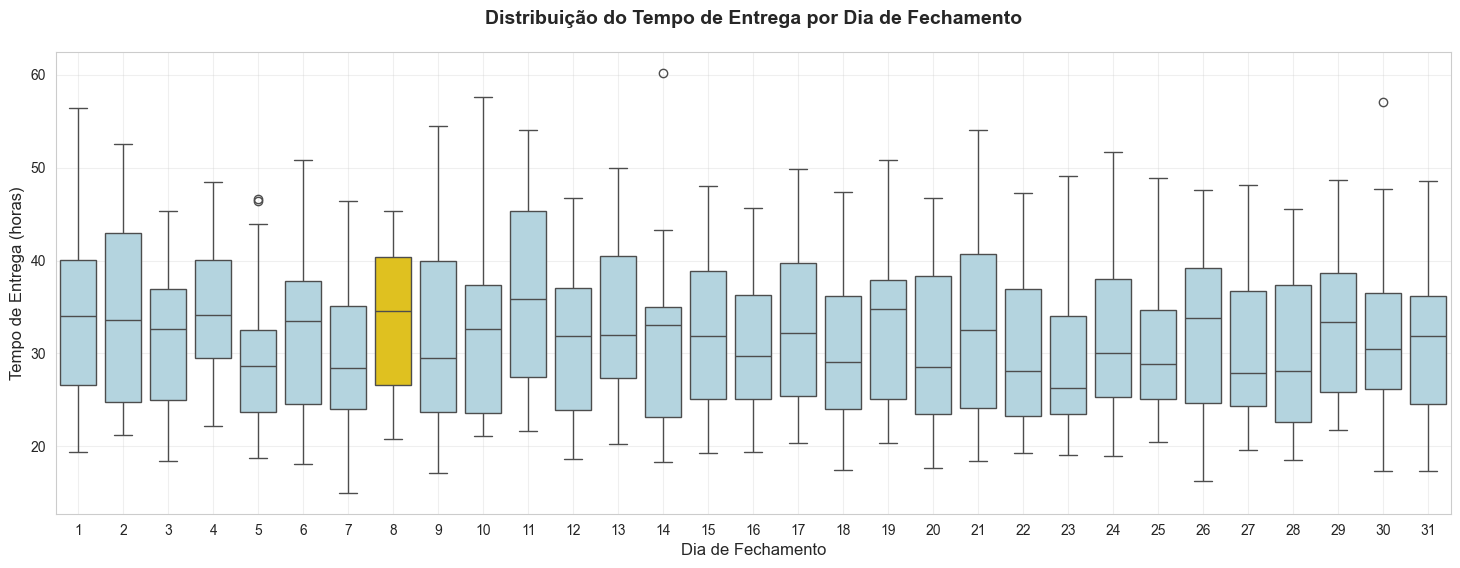 Distribuição do Tempo de Entrega por Dia de Fechamento
Tempo de Entrega (horas)
60
50
40
30
20
1 2 3 4 5 6 7 8 9 10 11 12 13 14 15 16 17 18 19 20 21 22 23 24 25 26 27 28 29 30 31
Dia de Fechamento